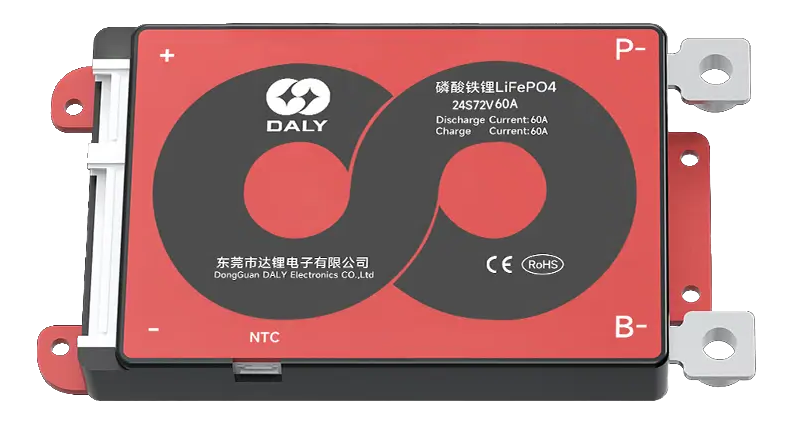 +
P-
磷酸铁锂LiFePO4
24S72V60A
Discharge Current:60A
Charge Current:60A
DALY
东莞市达锂电子有限公司
DongGuan DALY Electronics CO.,Ltd
CE RoHS
-
NTC
B-